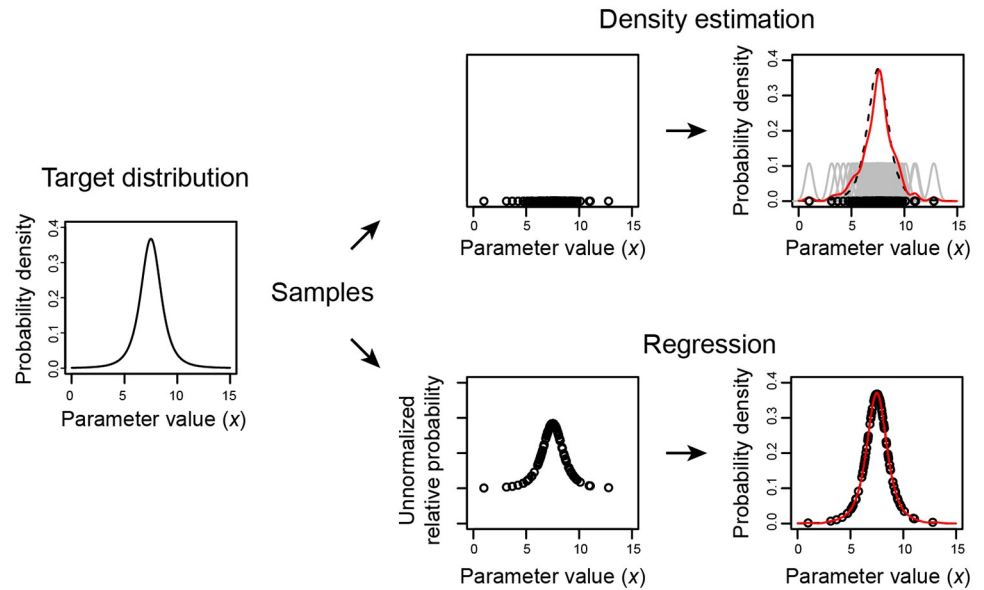 Density estimation
Probability density
0.0 0.1 0.2 0.3 0.4
0 5 10 15
Parameter value (x)
0 5 10 15
Parameter value (x)
Target distribution
Probability density
0.0 0.1 0.2 0.3 0.4
0 5 10 15
Parameter value (x)
Samples
Regression
Unnormalized
relative probability
0 5 10 15
Parameter value (x)
Probability density
0.0 0.1 0.2 0.3 0.4
0 5 10 15
Parameter value (x)